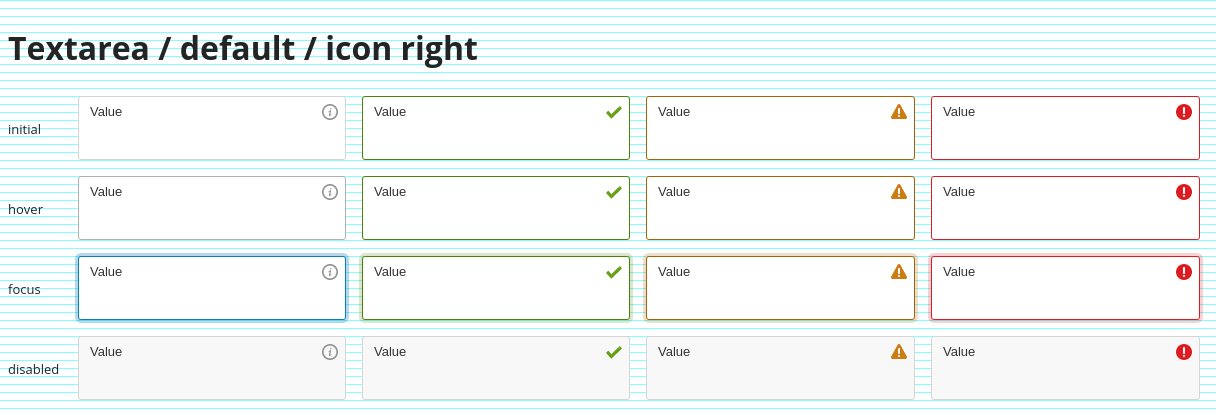 Textarea / default / icon right
initial Value Value Value Value
hover Value Value Value Value
focus Value Value Value Value
disabled Value Value Value Value